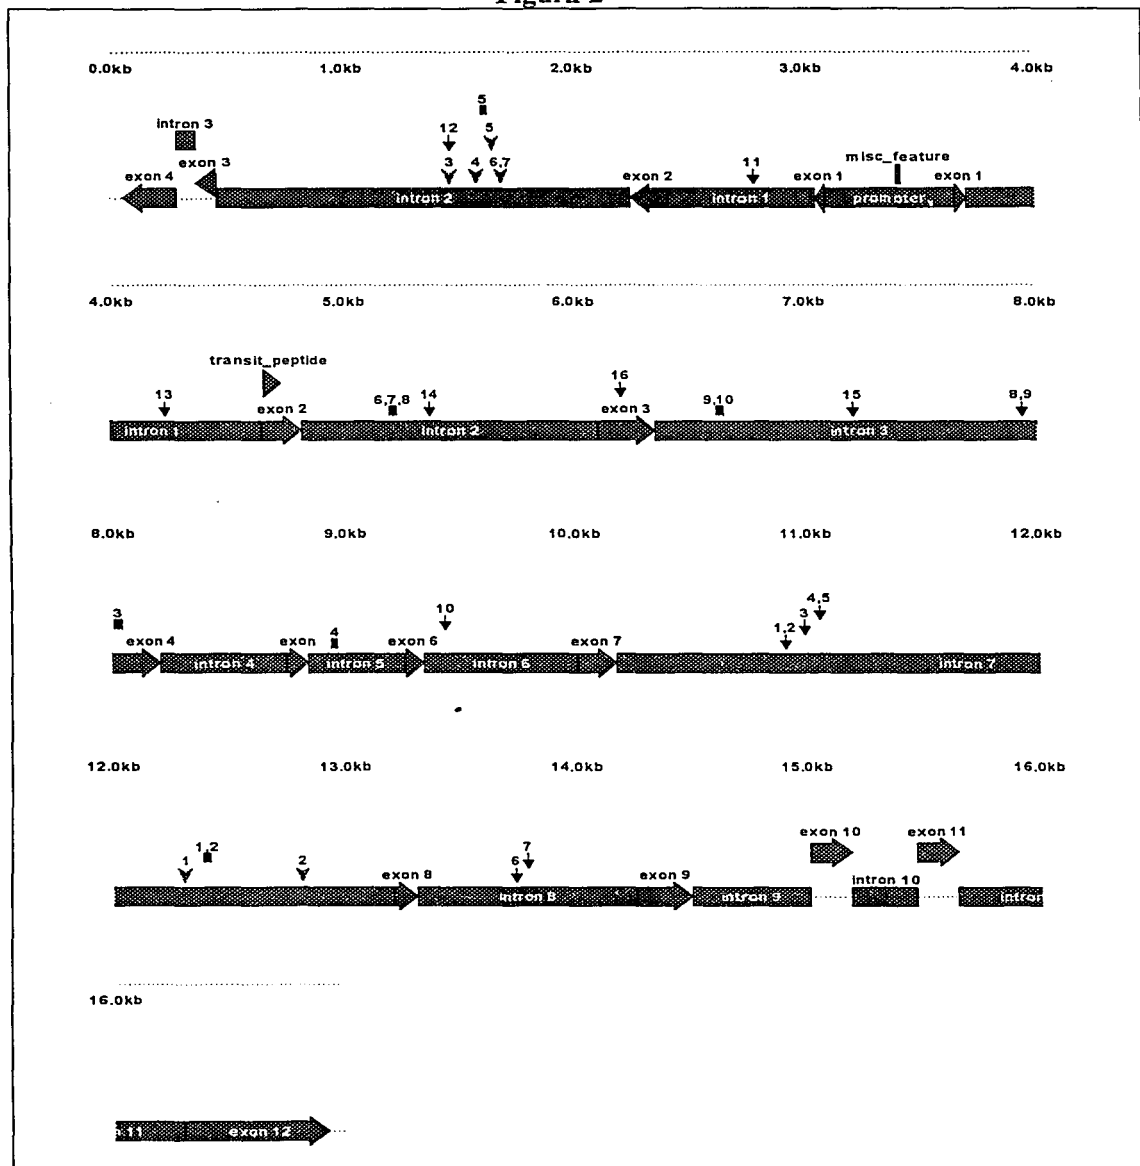 0.0kb 1.0kb 2.0kb 3.0kb 4.0kb
5
intron 3 12 5
exon 4 exon 3 3 4 6,7 exon 2 11 exon 1 misc_feature exon 1
intron 2 intron 1 promoter
4.0kb 5.0kb 6.0kb 7.0kb 8.0kb
transit_peptide
16
13 exon 2 6,7,8 14 exon 3 9,10 15 8,9
intron 1 intron 2 intron 3
8.0kb 9.0kb 10.0kb 11.0kb 12.0kb
4,5
3 10 3
exon 4 exon 4 exon 6 exon 7 1,2
intron 4 intron 5 intron 6 intron 7
12.0kb 13.0kb 14.0kb 15.0kb 16.0kb
exon 10 exon 11
1,2 7
1 2 exon 8 6 exon 9 intron 10
intron 8 intron 9 intron
16.0kb
11 exon 12